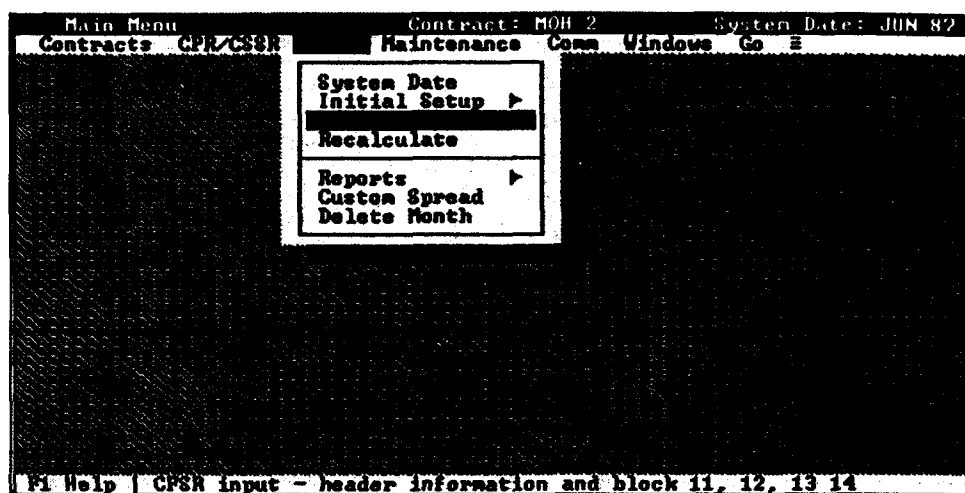 Main Menu Contract: MOH 2 System Date: JUN 82
Contracts CPR/CSSR Maintenance Comm Windows Go ≡
System Date
Initial Setup ►
Recalculate
Reports ►
Custom Spread
Delete Month
F1 Help | CFSR input - header information and block 11, 12, 13 14